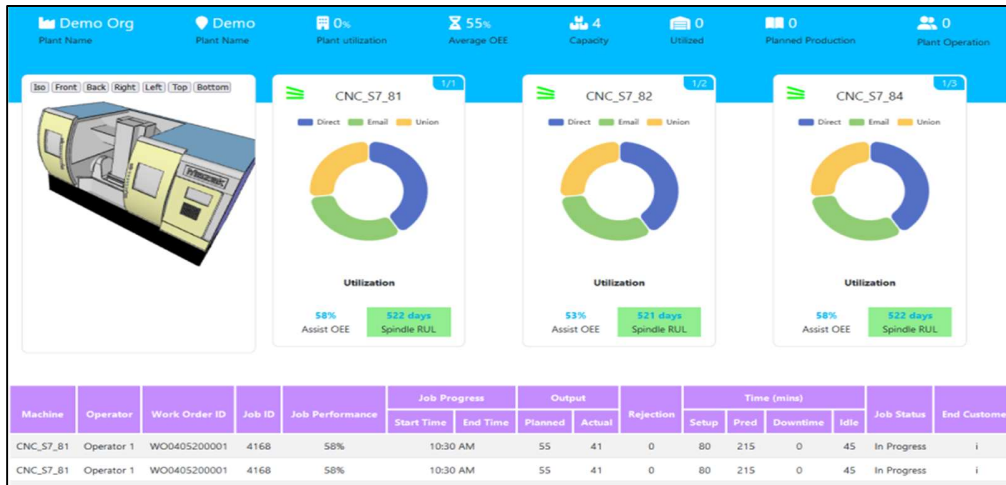 Demo Org Demo 0% 55% 4 0 0 0
Plant Name Plant Name Plant utilization Average OEE Capacity Utilized Planned Production Plant Operation
Iso Front Back Right Left Top Bottom
1/1
CNC_S7_81
Direct Email Union
Utilization
58% 522 days
Assist OEE Spindle RUL
1/2
CNC_S7_82
Direct Email Union
Utilization
53% 521 days
Assist OEE Spindle RUL
1/3
CNC_S7_84
Direct Email Union
Utilization
58% 522 days
Assist OEE Spindle RUL
Job Progress Output Time (mins)
Machine Operator Work Order ID Job ID Job Performance Rejection Job Status End Custome
Start Time End Time Planned Actual Setup Pred Downtime Idle
CNC_S7_81 Operator 1 WO0405200001 4168 58% 10:30 AM 55 41 0 80 215 0 45 In Progress i
CNC_S7_81 Operator 1 WO0405200001 4168 58% 10:30 AM 55 41 0 80 215 0 45 In Progress i